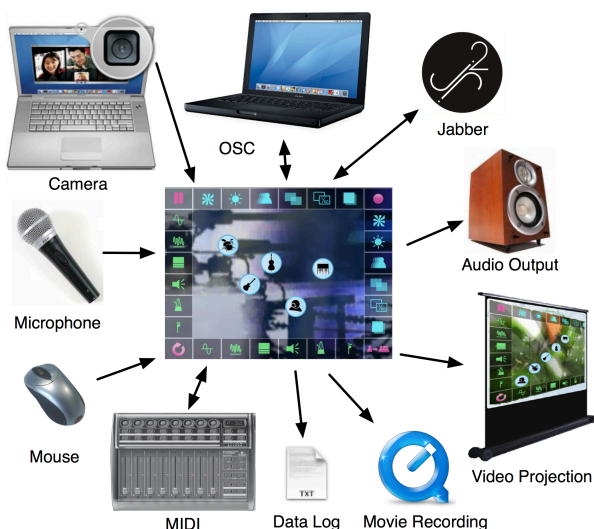 Camera
OSC
Jabber
Microphone
Audio Output
Mouse
Video Projection
MIDI
TXT
Data Log
Movie Recording